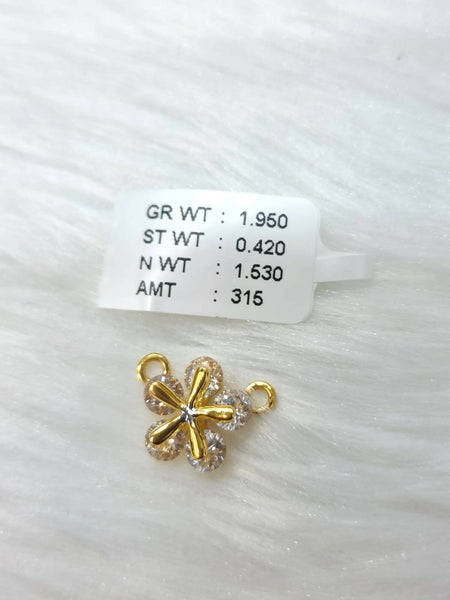 GR WT : 1.950
ST WT : 0.420
N WT : 1.530
AMT : 315